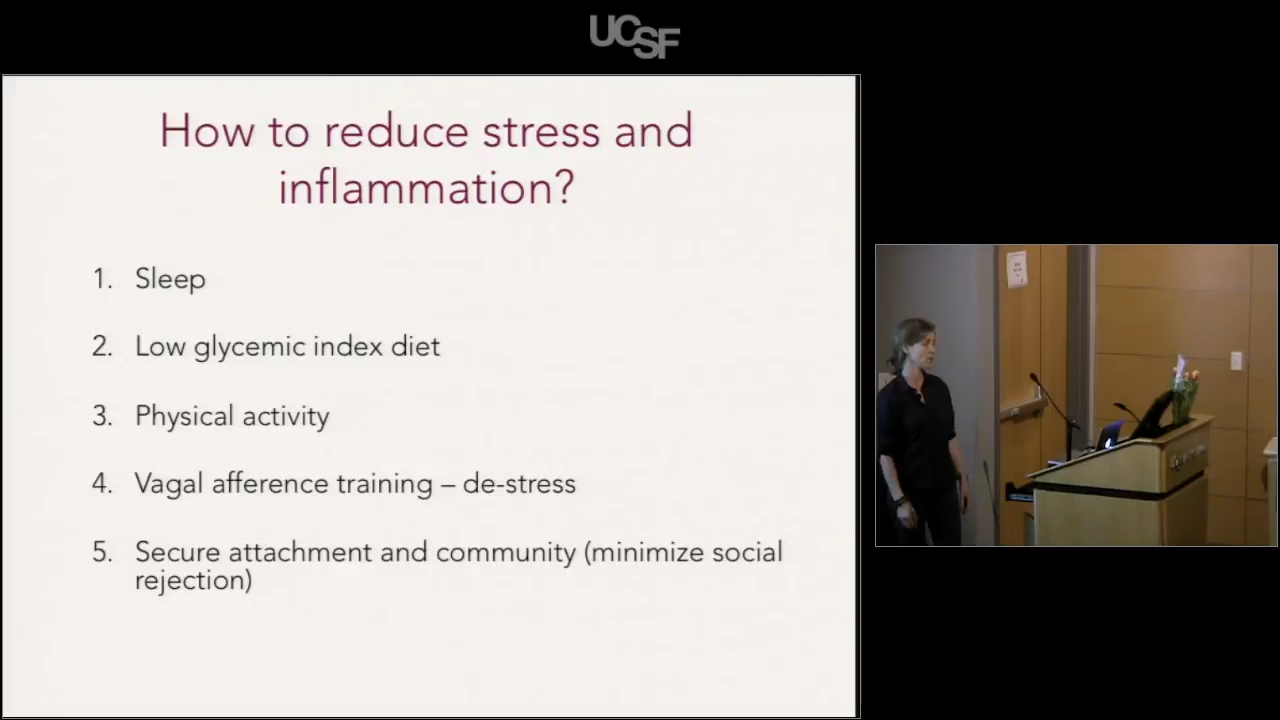 UCSF
How to reduce stress and
inflammation?
1. Sleep
2. Low glycemic index diet
3. Physical activity
4. Vagal afference training – de-stress
5. Secure attachment and community (minimize social
rejection)